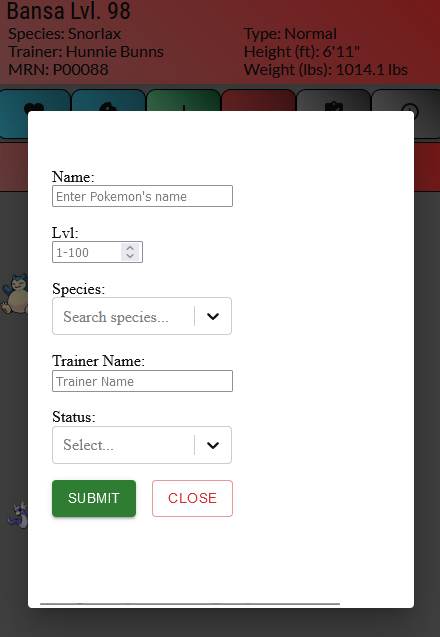 Bansa Lvl. 98
Species: Snorlax
Type: Normal
Trainer: Hunnie Bunns
Height (ft): 6'11"
MRN: P00088
Weight (lbs): 1014.1 lbs
Name:
Enter Pokemon's name
Lvl:
1-100
Species:
Search species...
Trainer Name:
Trainer Name
Status:
Select...
SUBMIT
CLOSE